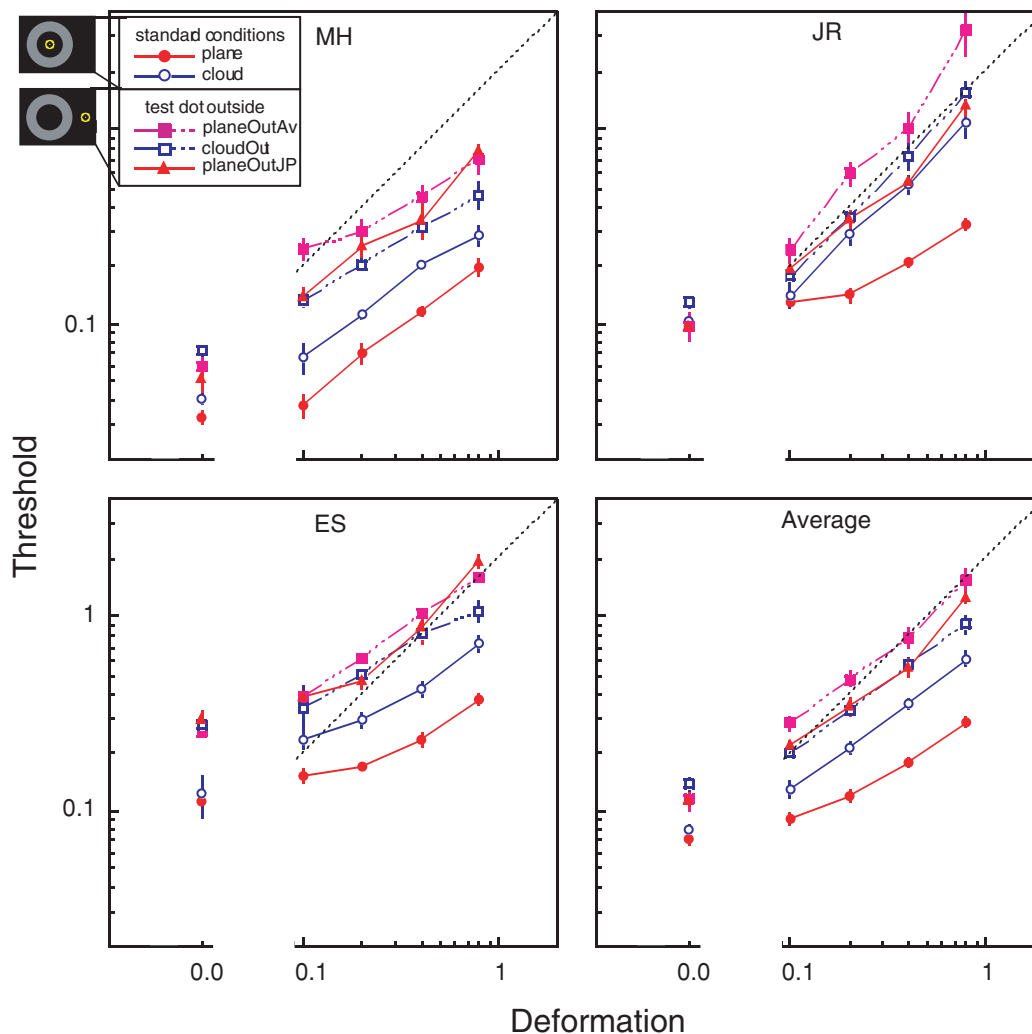 standard conditions
plane
cloud
test dot outside
planeOutAv
cloudOut
planeOutJP
MH
JR
0.1
ES
Average
1
0.1
Threshold
0.0
0.1
1
0.0
0.1
1
Deformation